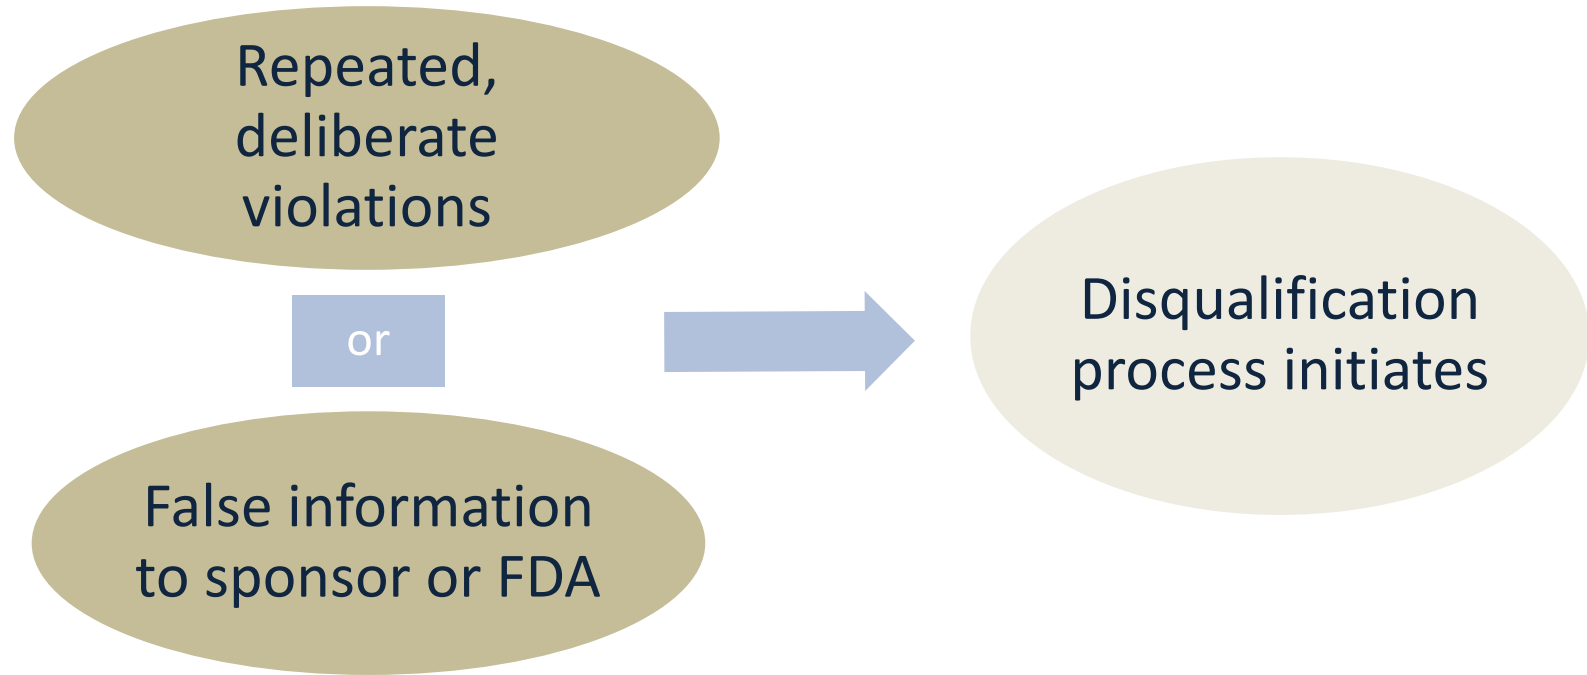 Repeated,
deliberate
violations
or
False information
to sponsor or FDA
Disqualification
process initiates